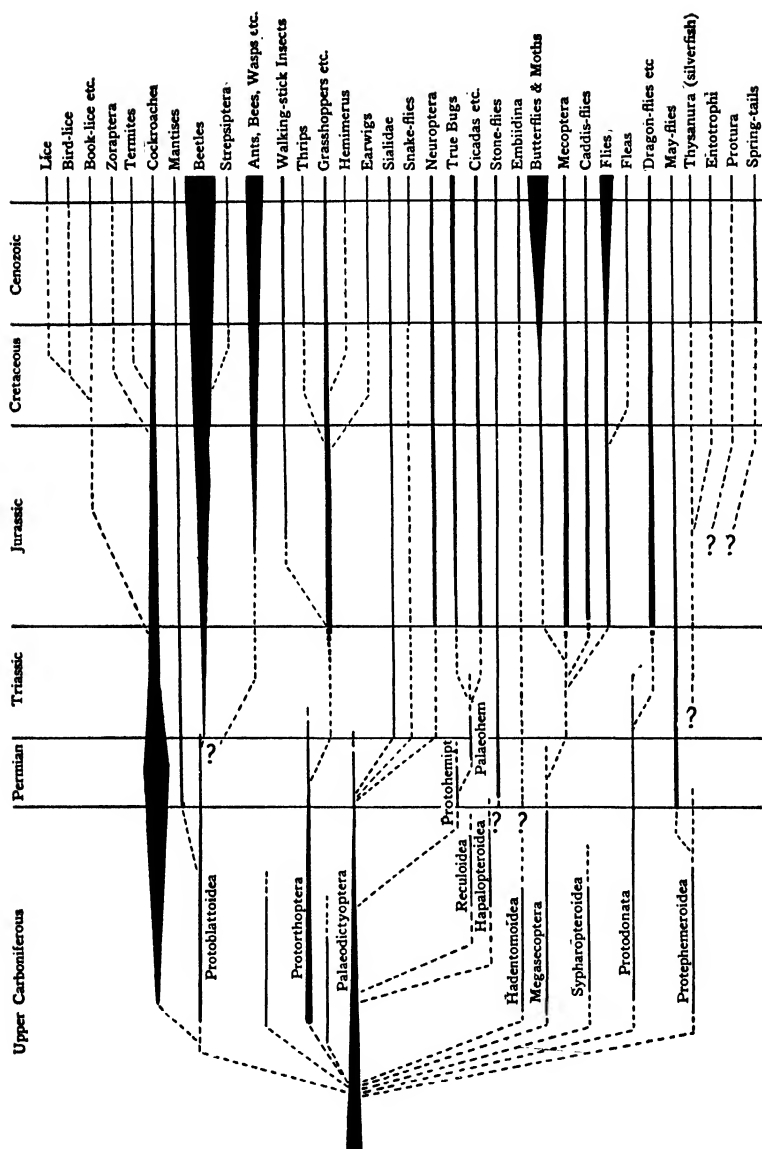 Lice
Bird-lice
Book-lice etc.
Zoraptera
Termites
Cockroaches
Mantises
Beetles
Strepsiptera
Ants, Bees, Wasps etc.
Walking-stick Insects
Thrips
Grasshoppers etc.
Hemimerus
Earwigs
Sialidae
Snake-flies
Neuroptera
True Bugs
Cicadas etc.
Stone-flies
Embiidina
Butterflies & Moths
Mecoptera
Caddis-flies
Flies
Fleas
Dragon-flies etc
May-flies
Thysanura (silverfish)
Entotrophi
Protura
Spring-tails
Cenozoic
Cretaceous
Jurassic
Triassic
Permian
Upper Carboniferous
?
?
?
?
?
?
Protoblattoidea
Protorthoptera
Palaeodictyoptera
Protohemipt
Palaeohem
Reculoidea
Hapalopteroidea
Hadentomoidea
Megasecoptera
Sypharopteroidea
Protodonata
Protephemeroidea